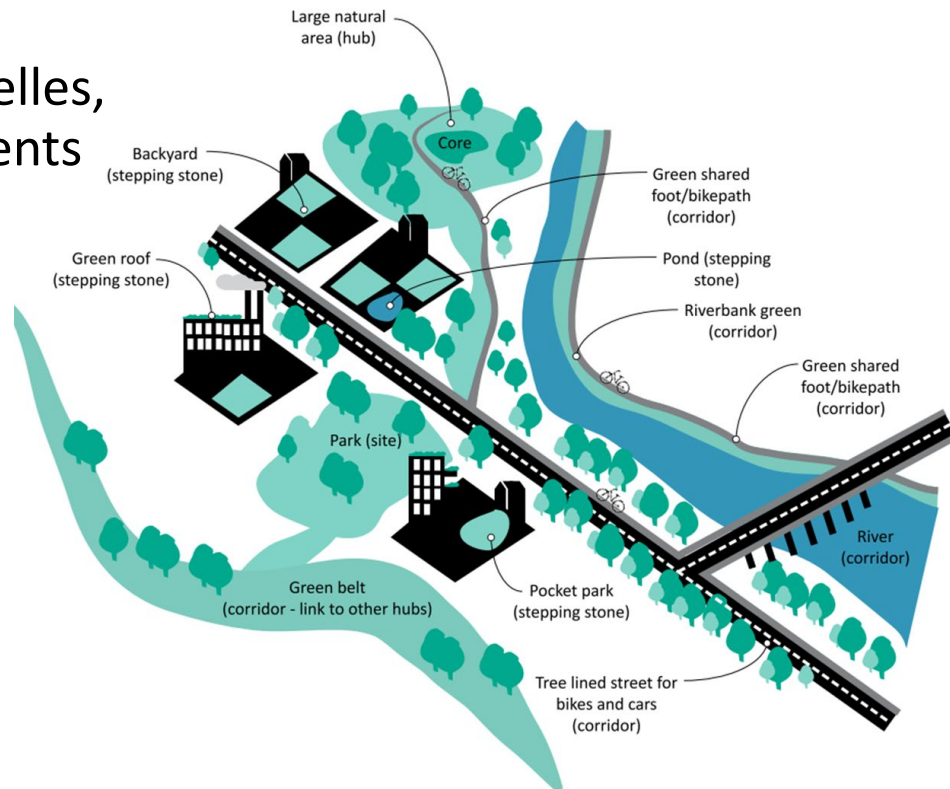 elles,
ents
Large natural
area (hub)
Core
Backyard
(stepping stone)
Green shared
foot/bikepath
(corridor)
Green roof
(stepping stone)
Pond (stepping
stone)
Riverbank green
(corridor)
Green shared
foot/bikepath
(corridor)
Park (site)
River
(corridor)
Green belt
(corridor - link to other hubs)
Pocket park
(stepping stone)
Tree lined street for
bikes and cars
(corridor)